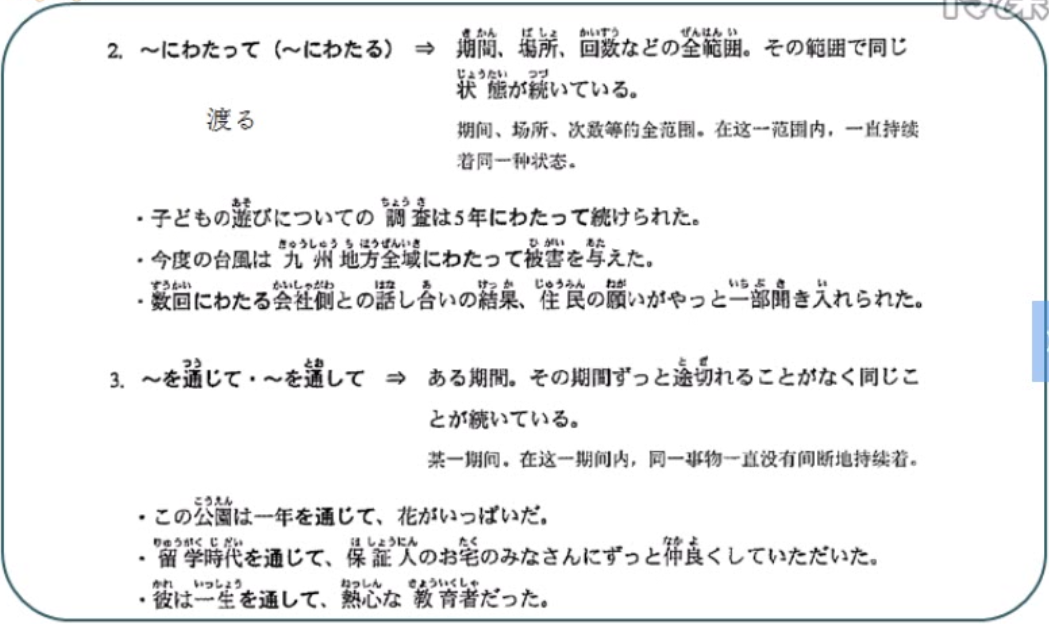 2. ～にわたって（～にわたる） ⇒ 期間、場所、回数などの全範囲。その範囲で同じ
状態が続いている。
渡る
期间、场所、次数等的全范围。在这一范围内，一直持续
着同一种状态。
・子どもの遊びについての調査は5年にわたって続けられた。
・今度の台風は九州地方全域にわたって被害を与えた。
・数回にわたる会社側との話し合いの結果、住民の願いがやっと一部聞き入れられた。
3. ～を通じて・～を通して ⇒ ある期間。その期間ずっと途切れることがなく同じこ
とが続いている。
某一期间。在这一期间内，同一事物一直没有间断地持续着。
・この公園は一年を通じて、花がいっぱいだ。
・留学時代を通じて、保証人のお宅のみなさんにずっと仲良くしていただいた。
・彼は一生を通して、熱心な教育者だった。